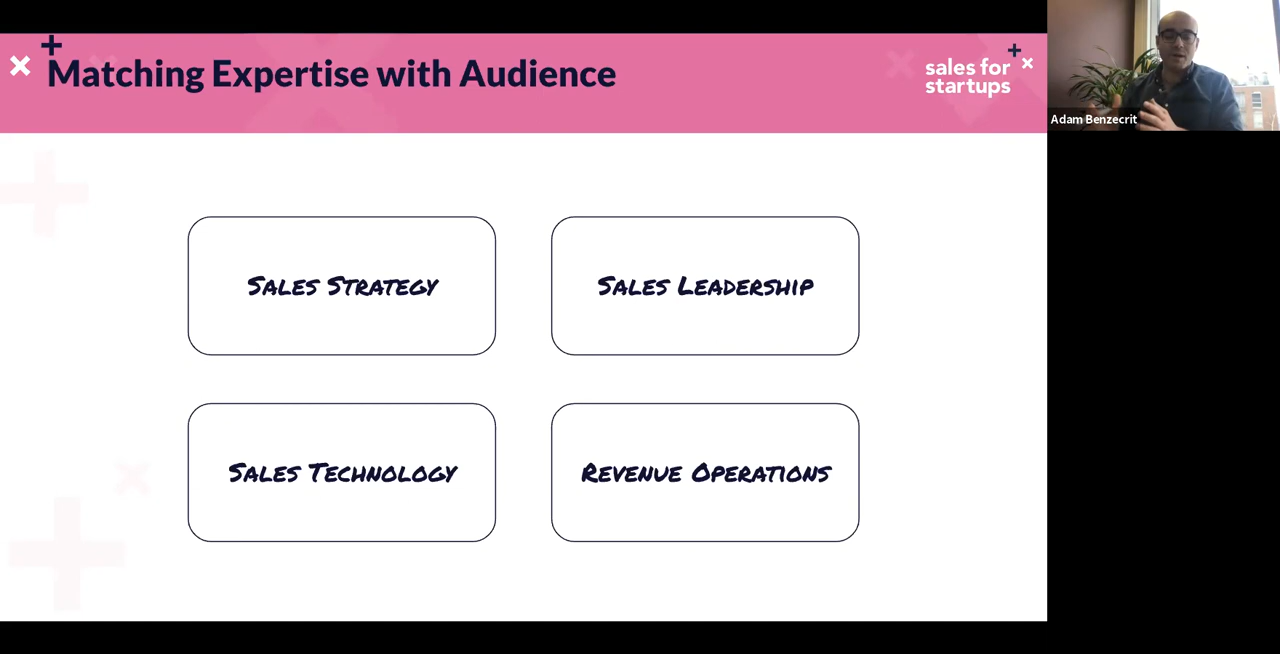 Matching Expertise with Audience
sales for
startups
Adam Benzecrit
Sales Strategy
Sales Leadership
Sales Technology
Revenue Operations